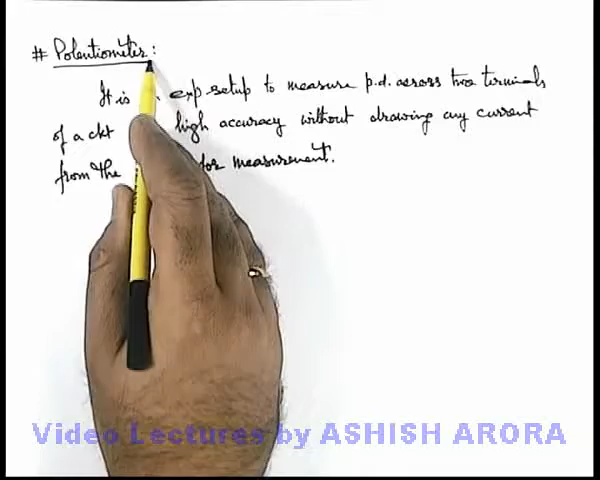 # Potentiometer:
It is exp. setup to measure p.d. across two terminals
of a ckt high accuracy without drawing any current
from the for measurement.
Video Lectures by ASHISH ARORA